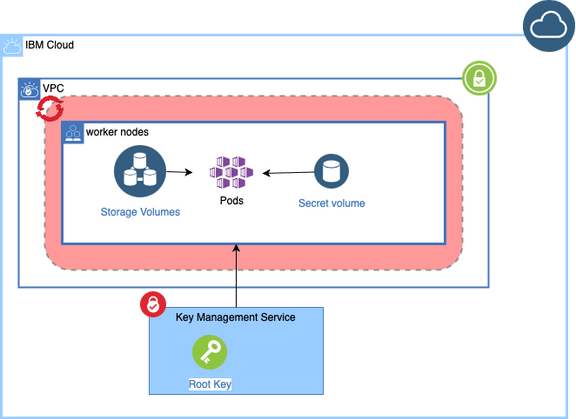 IBM Cloud
VPC
worker nodes
Storage Volumes
Pods
Secret volume
Key Management Service
Root Key